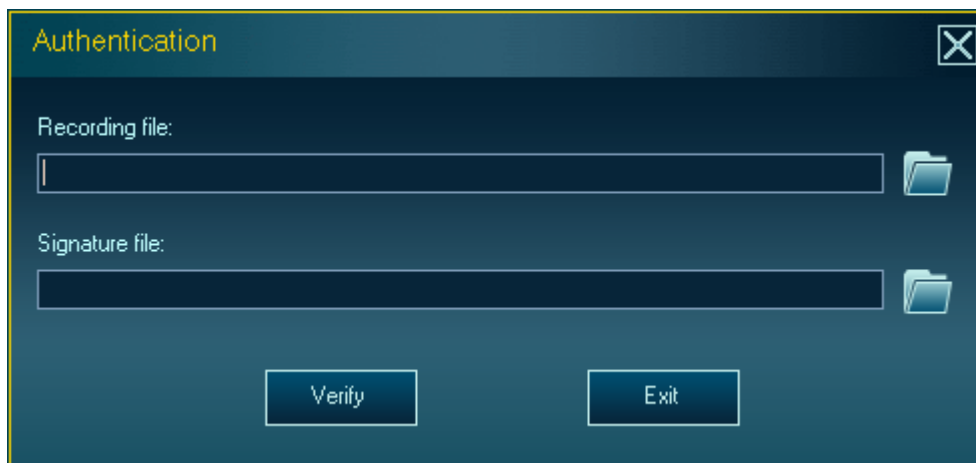 Authentication
Recording file:
Signature file:
Verify
Exit